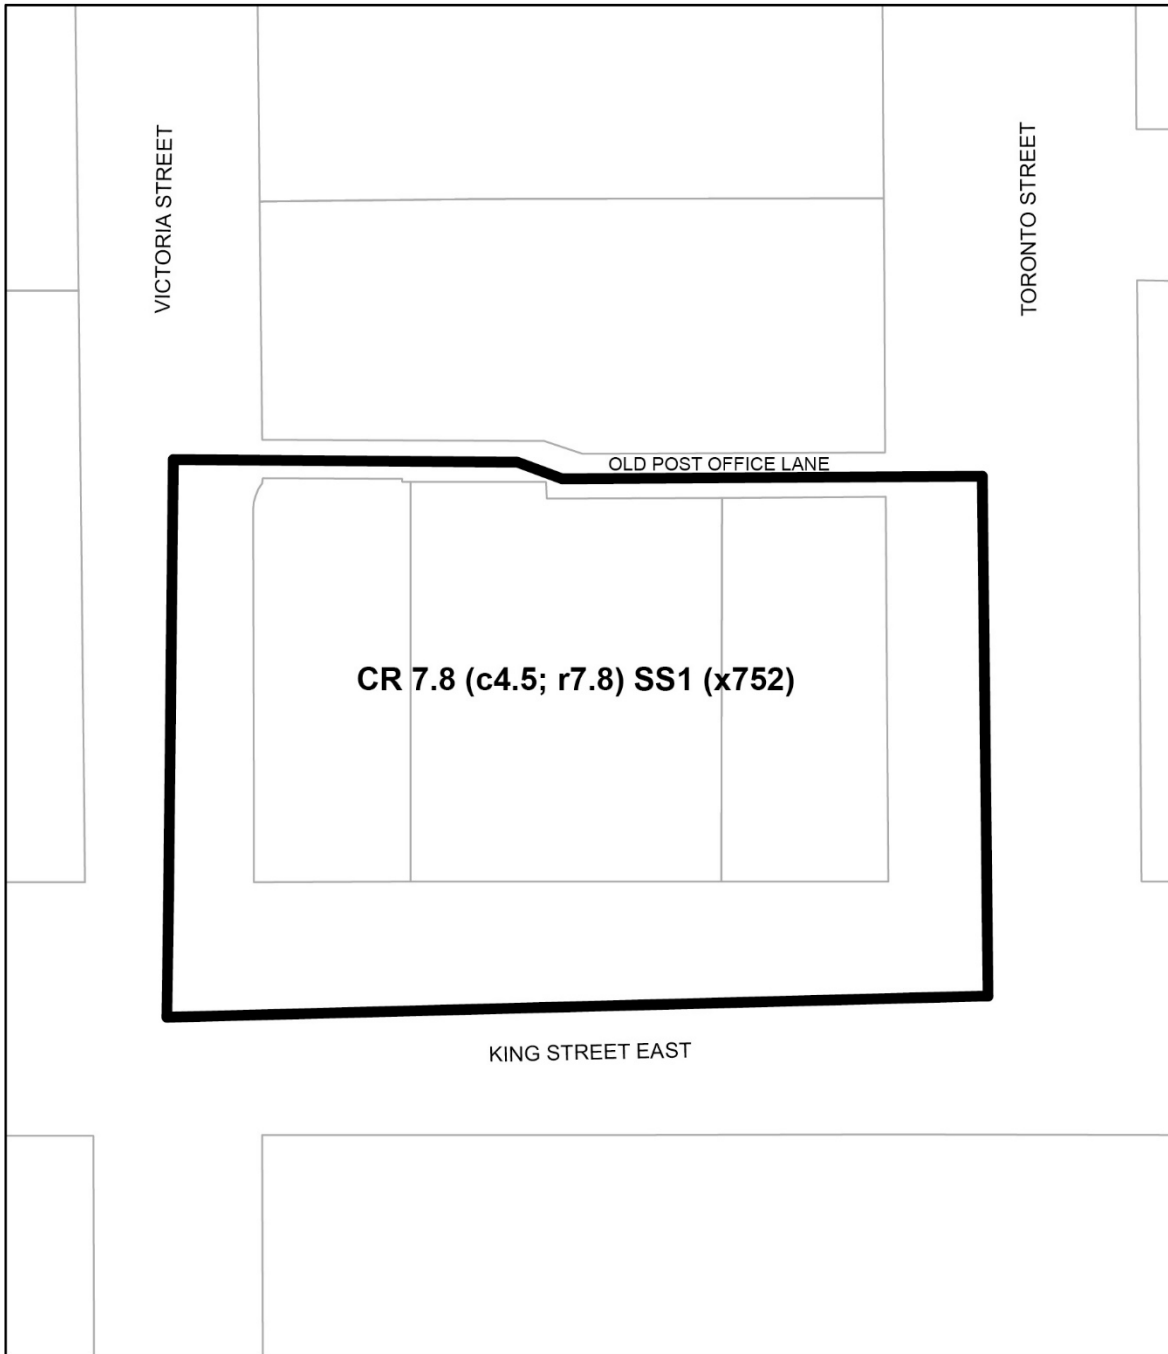 VICTORIA STREET
TORONTO STREET
OLD POST OFFICE LANE
CR 7.8 (c4.5; r7.8) SS1 (x752)
KING STREET EAST